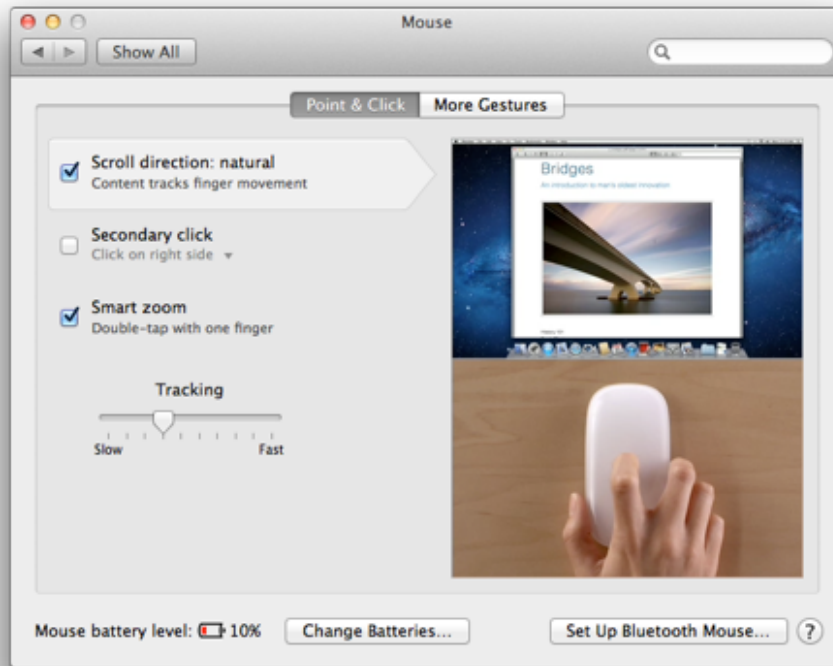 Mouse
Show All
Point & Click More Gestures
Scroll direction: natural
Content tracks finger movement
Secondary click
Click on right side
Smart zoom
Double-tap with one finger
Tracking
Slow Fast
Bridges
An introduction to man's oldest innovation
Mouse battery level: 10% Change Batteries... Set Up Bluetooth Mouse... ?